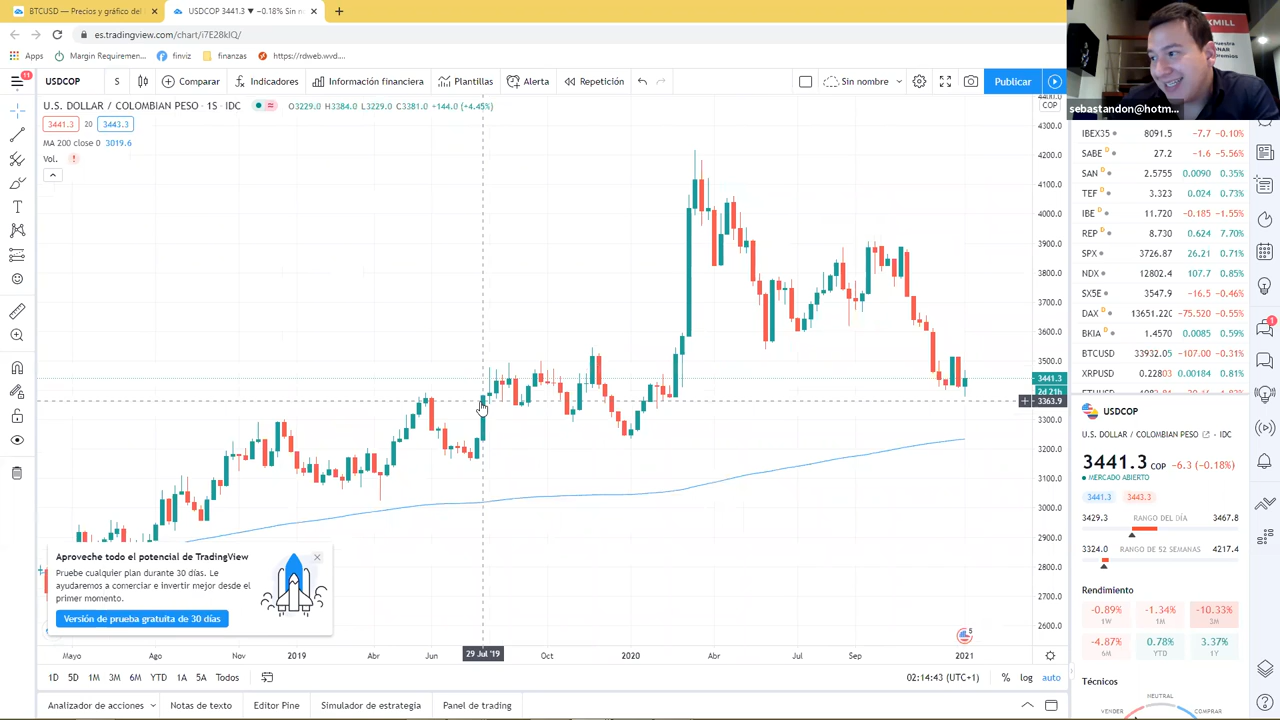 BTCUSD — Precios y gráfico del
USDCOP 3441.3 ▼ −0.18% Sin n
es.tradingview.com/chart/i7E28kIQ/
Apps
Margin Requiremen...
finviz
finanzas
https://rdweb.wvd....
11
USDCOP
S
Comparar
Indicadores
Información financiera
Plantillas
Alerta
Repetición
Sin nombre
Publicar
U.S. DOLLAR / COLOMBIAN PESO · 1S · IDC
3441.3
20
3443.3
MA 200 close 0 3019.6
Vol.
sebastandon@hotm...
COP
4300.0
4200.0
4100.0
4000.0
3900.0
3800.0
3700.0
3600.0
3500.0
3441.3
2d 21h
3363.9
3300.0
3200.0
3100.0
3000.0
2900.0
2800.0
2700.0
2600.0
Aproveche todo el potencial de TradingView
Pruebe cualquier plan durante 30 días. Le
ayudaremos a comerciar e invertir mejor desde el
primer momento.
Versión de prueba gratuita de 30 días
Mayo
Ago
2019
Abr
Jun
29 Jul '19
Oct
2020
Abr
Jul
Sep
2021
1D 5D 1M 3M 6M YTD 1A 5A Todos
02:14:43 (UTC+1)
%
log
auto
Analizador de acciones
Notas de texto
Editor Pine
Simulador de estrategia
Panel de trading
IBEX35 8091.5 −7.7 −0.10%
SABE D 27.2 −1.6 −5.56%
SAN D 2.5755 0.0090 0.35%
TEF D 3.323 0.024 0.73%
IBE D 11.720 −0.185 −1.55%
REP D 8.730 0.624 7.70%
SPX 3726.87 26.21 0.71%
NDX 12802.4 107.7 0.85%
SX5E 3547.9 −16.5 −0.46%
DAX D 13651.220 −75.520 −0.55%
BKIA D 1.4570 0.0085 0.59%
BTCUSD 33932.05 −107.00 −0.31%
XRPUSD 0.22803 0.00184 0.81%
USDCOP
U.S. DOLLAR / COLOMBIAN PESO · IDC
3441.3 COP −6.3 (−0.18%)
MERCADO ABIERTO
3441.3
3443.3
3429.3 RANGO DEL DÍA 3467.8
3324.0 RANGO DE 52 SEMANAS 4217.4
Rendimiento
−0.89%
1W
−1.34%
1M
−10.33%
3M
−4.87%
6M
0.78%
YTD
3.37%
1Y
Técnicos
NEUTRAL
VENDER
COMPRAR